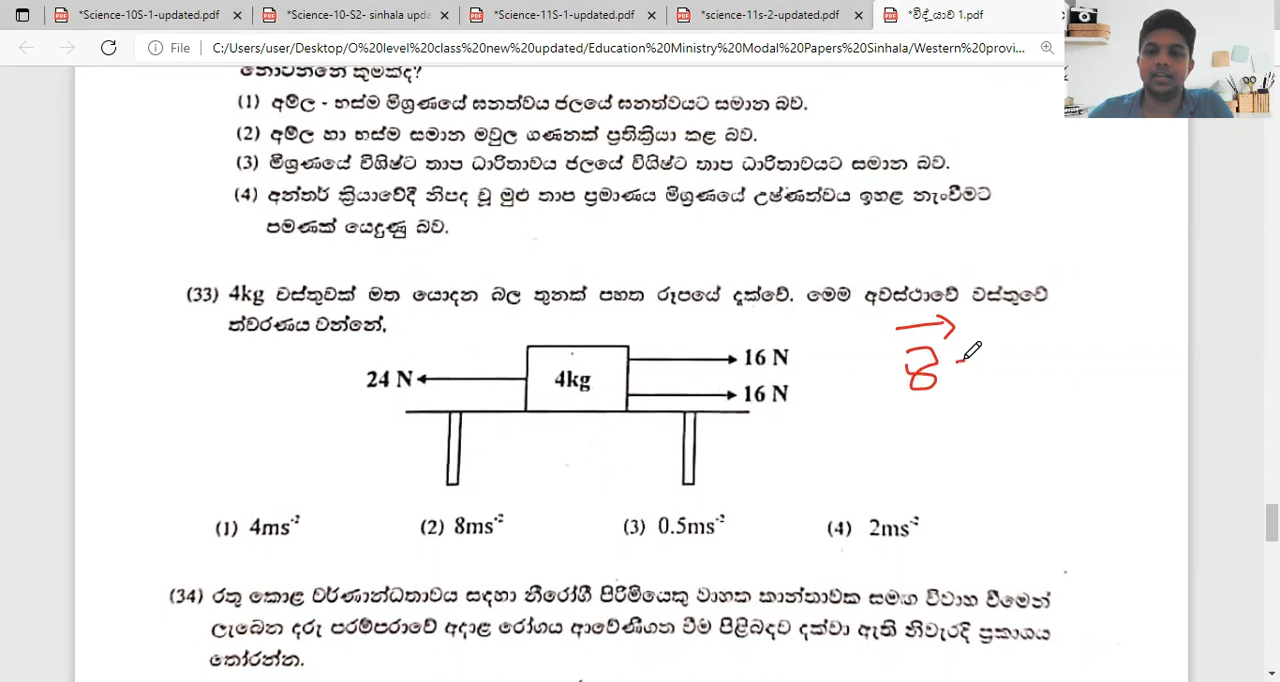 *Science-10S-1-updated.pdf
*Science-10-S2- sinhala upda
*Science-11S-1-updated.pdf
*science-11s-2-updated.pdf
*විද්‍යාව 1.pdf
File C:/Users/user/Desktop/O%20level%20class%20new%20updated/Education%20Ministry%20Modal%20Papers%20Sinhala/Western%20provi...
නොවන්නේ කුමක්ද?
(1) අම්ල - භස්ම මිශ්‍රණයේ ඝනත්වය ජලයේ ඝනත්වයට සමාන බව.
(2) අම්ල හා භස්ම සමාන මවුල ගණනක් ප්‍රතික්‍රියා කළ බව.
(3) මිශ්‍රණයේ විශිෂ්ට තාප ධාරිතාවය ජලයේ විශිෂ්ට තාප ධාරිතාවයට සමාන බව.
(4) අන්තර් ක්‍රියාවේදී නිපද වූ මුළු තාප ප්‍රමාණය මිශ්‍රණයේ උෂ්ණත්වය ඉහළ නැංවීමට
පමණක් යෙදුණු බව.
(33) 4kg වස්තුවක් මත යොදන බල තුනක් පහත රූපයේ දැක්වේ. මෙම අවස්ථාවේ වස්තුවේ
ත්වරණය වන්නේ,
24 N
4kg
16 N
16 N
8
(1) 4ms⁻²
(2) 8ms⁻²
(3) 0.5ms⁻²
(4) 2ms⁻²
(34) රතු කොළ වර්ණාන්ධතාවය සඳහා නීරෝගී පිරිමියෙකු වාහක කාන්තාවක සමඟ විවාහ වීමෙන්
ලැබෙන දරු පරම්පරාවේ අදාළ රෝගය ආවේණිගත වීම පිළිබඳව දක්වා ඇති නිවැරදි ප්‍රකාශය
තෝරන්න.